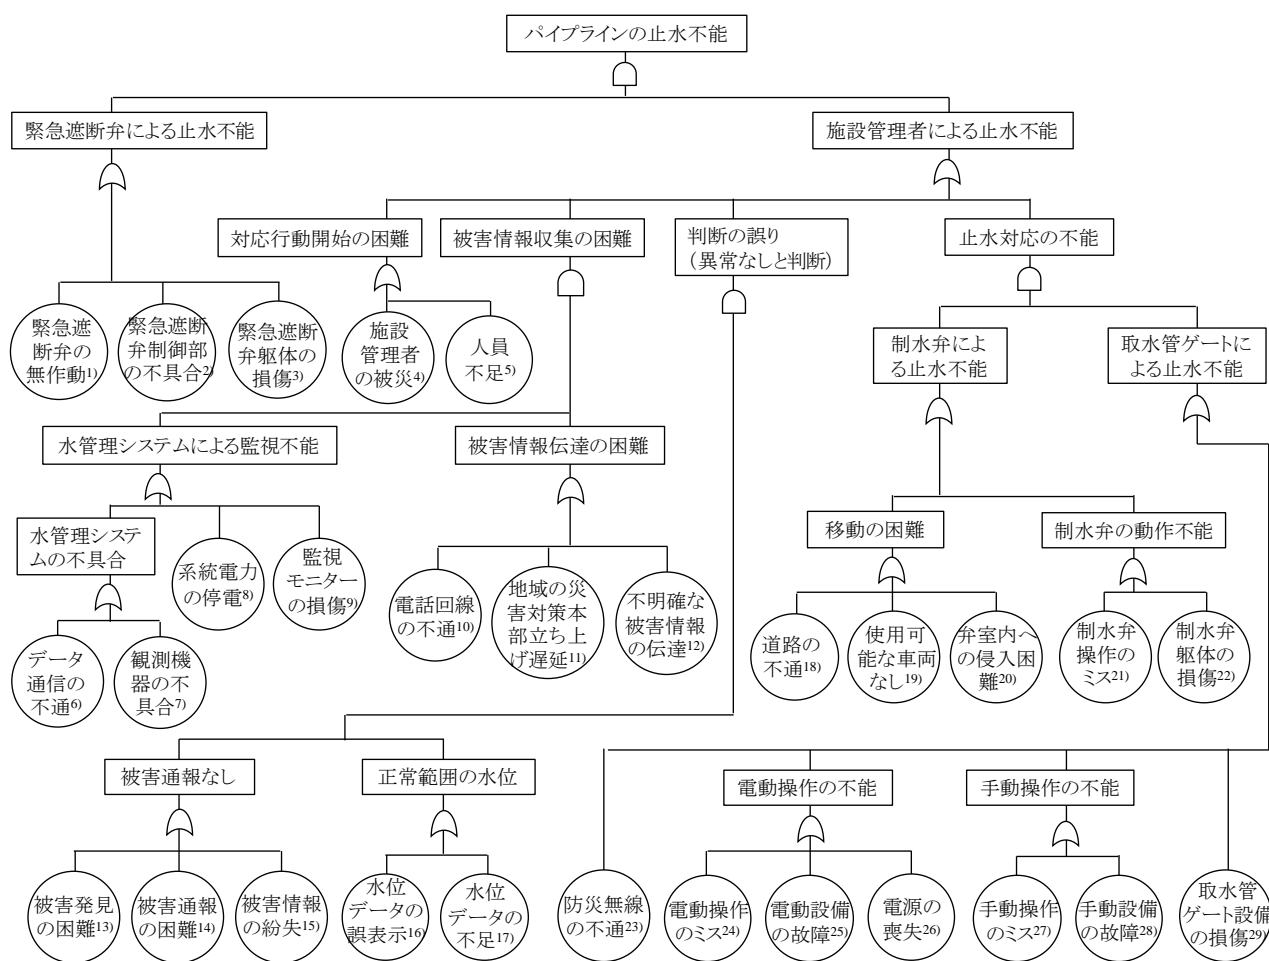 パイプラインの止水不能
緊急遮断弁による止水不能
施設管理者による止水不能
対応行動開始の困難
被害情報収集の困難
判断の誤り
（異常なしと判断）
止水対応の不能
緊急遮
断弁の
無作動1)
緊急遮断
弁制御部
の不具合2)
緊急遮断
弁躯体の
損傷3)
施設
管理者
の被災4)
人員
不足5)
制水弁によ
る止水不能
取水管ゲートに
よる止水不能
水管理システムによる監視不能
被害情報伝達の困難
水管理システ
ムの不具合
系統電力
の停電8)
監視
モニター
の損傷9)
移動の困難
制水弁の動作不能
電話回線
の不通10)
地域の災
害対策本
部立ち上
げ遅延11)
不明確な
被害情報
の伝達12)
道路の
不通18)
使用可
能な車両
なし19)
弁室内へ
の侵入困
難20)
制水弁
操作の
ミス21)
制水弁
躯体の
損傷22)
データ
通信の
不通6)
観測機
器の不
具合7)
被害通報なし
正常範囲の水位
電動操作の不能
手動操作の不能
被害発見
の困難13)
被害通報
の困難14)
被害情報
の紛失15)
水位
データの
誤表示16)
水位
データの
不足17)
防災無線
の不通23)
電動操作
のミス24)
電動設備
の故障25)
電源の
喪失26)
手動操作
のミス27)
手動設備
の故障28)
取水管
ゲート設備
の損傷29)